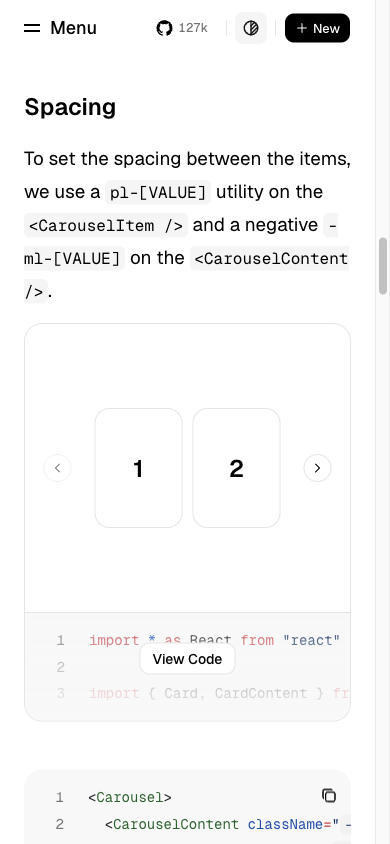 Menu 127k + New
Spacing
To set the spacing between the items,
we use a pl-[VALUE] utility on the
<CarouselItem /> and a negative -
ml-[VALUE] on the <CarouselContent
/>.
1 2
1 import * as React from "react"
2
View Code
3 import { Card, CardContent } fr
1 <Carousel>
2 <CarouselContent className="-